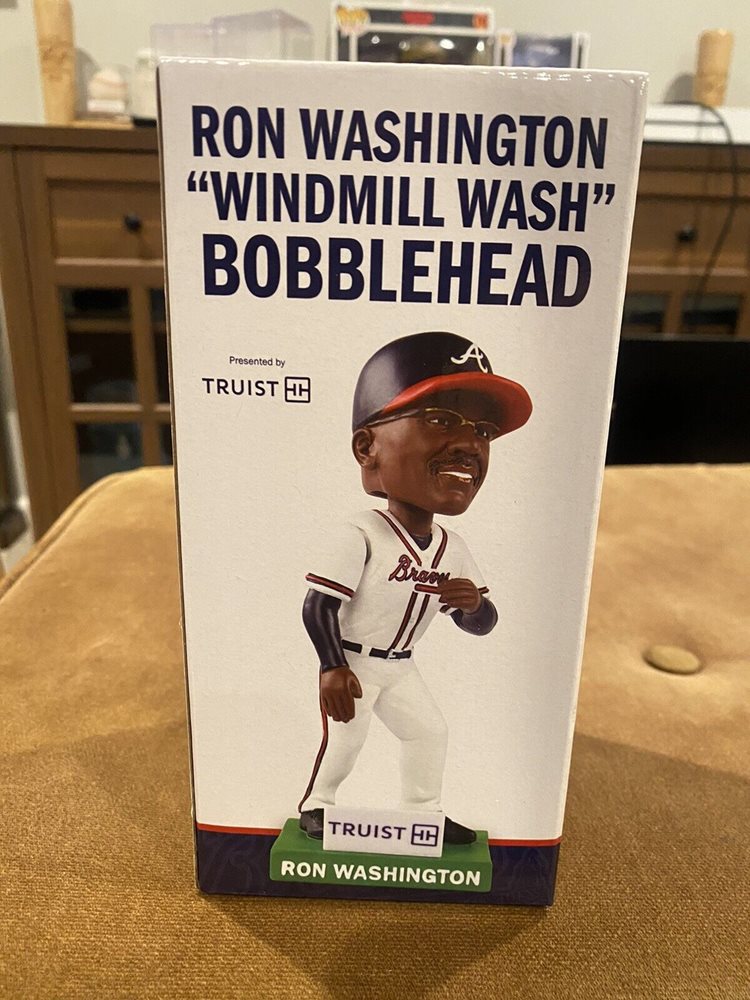 RON WASHINGTON
“WINDMILL WASH”
BOBBLEHEAD
Presented by
TRUIST
A
Braves
TRUIST
RON WASHINGTON